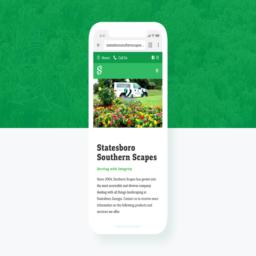 statesborosouthernscapes...
Call Us
Statesboro
Southern Scapes
Serving with Integrity
Since 2004, Southern Scapes has grown into
the most accessible and diverse company
dealing with all things landscaping in
Statesboro, Georgia. Contact us to receive more
information on the following products and
services we offer.